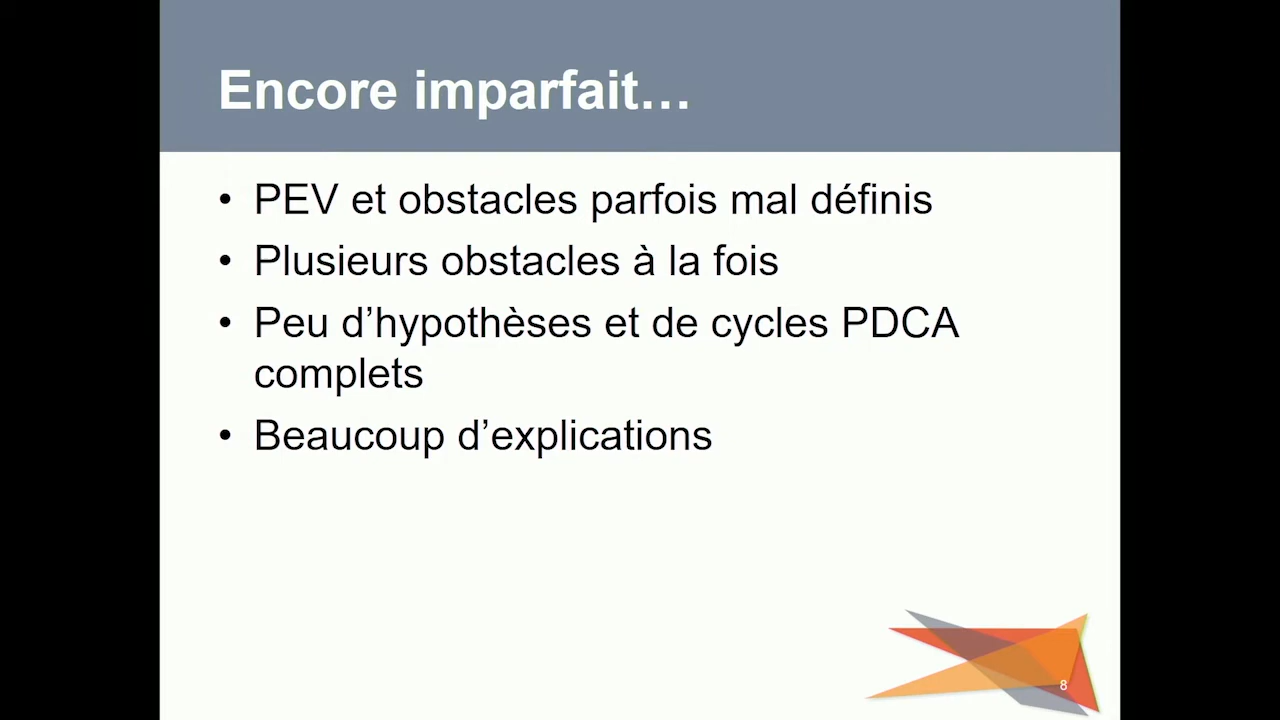 Encore imparfait…
• PEV et obstacles parfois mal définis
• Plusieurs obstacles à la fois
• Peu d’hypothèses et de cycles PDCA
complets
• Beaucoup d’explications
8